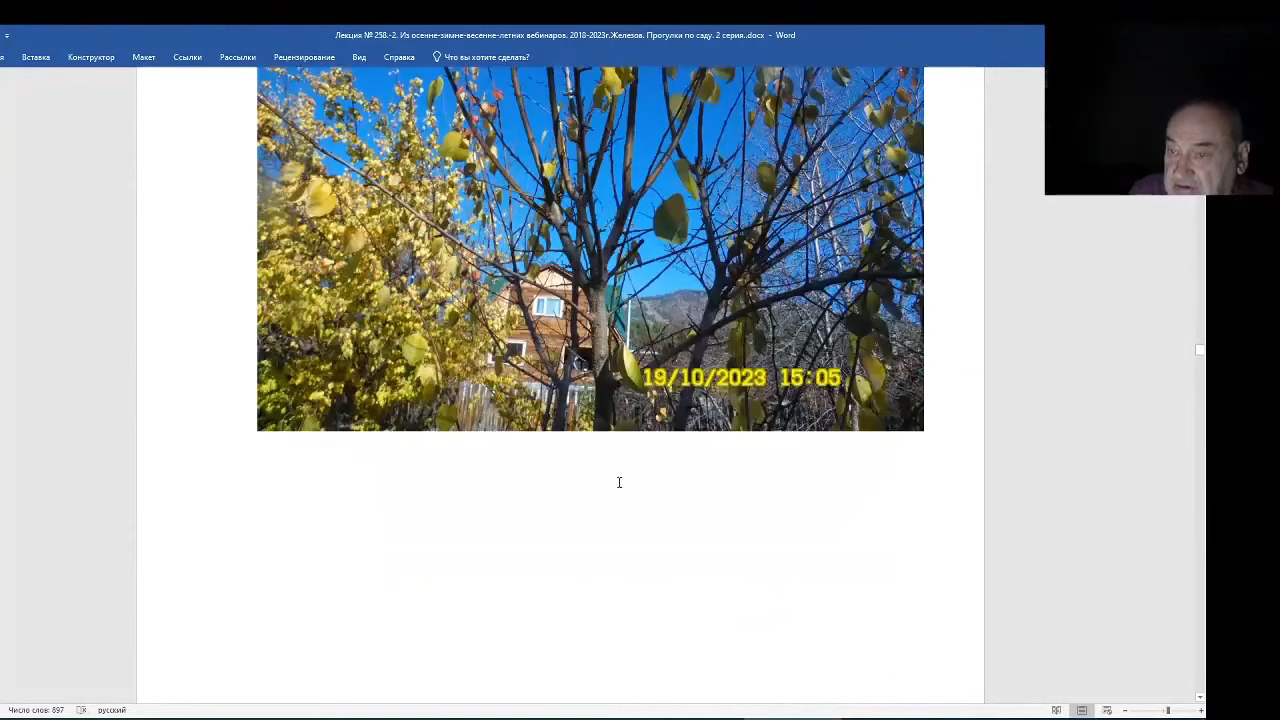 Лекция № 258.-2. Из осенне-зимне-весенне-летних вебинаров. 2018-2023г.Железов. Прогулки по саду. 2 серия..docx - Word
я Вставка Конструктор Макет Ссылки Рассылки Рецензирование Вид Справка Что вы хотите сделать?
19/10/2023 15:05
Число слов: 897 русский